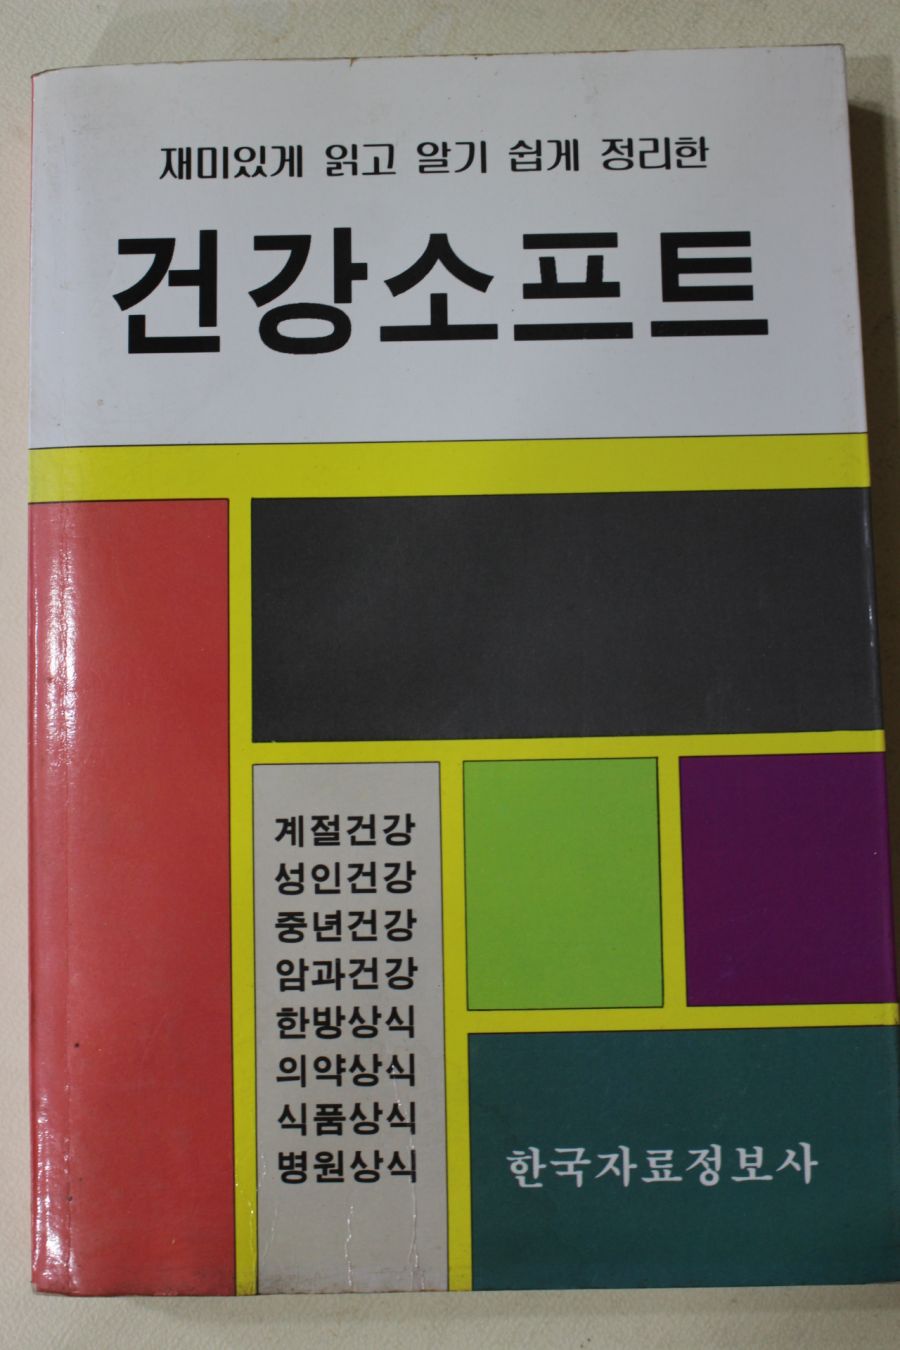 재미있게 읽고 알기 쉽게 정리한
건강소프트
계절건강
성인건강
중년건강
암과건강
한방상식
의약상식
식품상식
병원상식
한국자료정보사